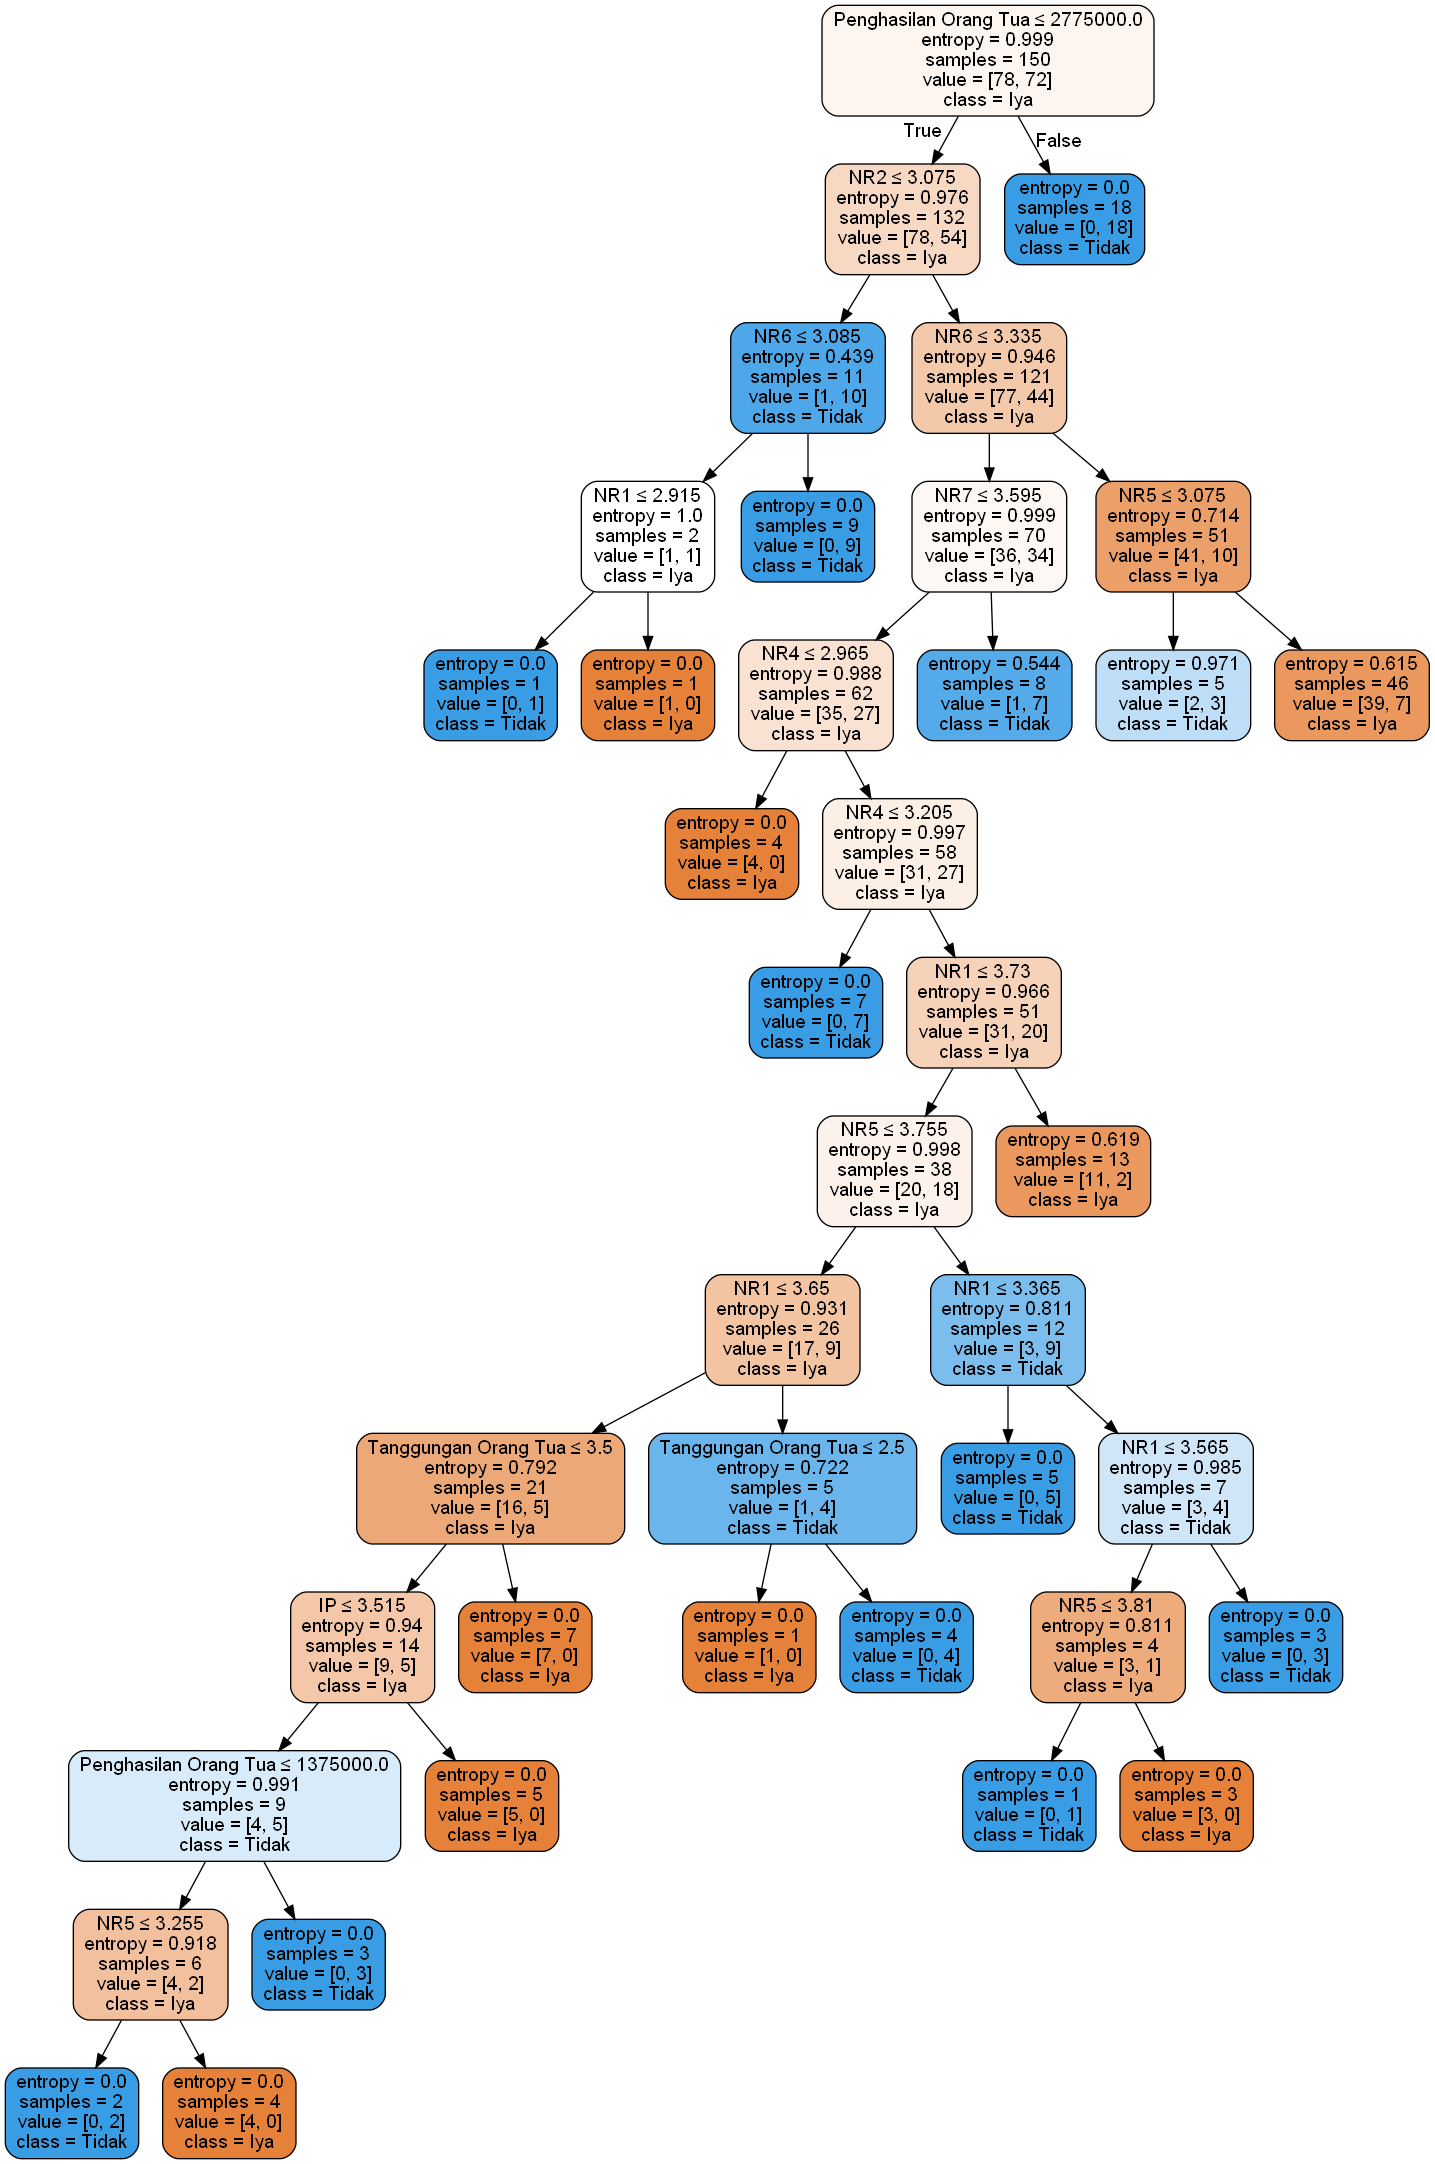 Penghasilan Orang Tua ≤ 2775000.0
entropy = 0.999
samples = 150
value = [78, 72]
class = Iya
True
False
NR2 ≤ 3.075
entropy = 0.976
samples = 132
value = [78, 54]
class = Iya
entropy = 0.0
samples = 18
value = [0, 18]
class = Tidak
NR6 ≤ 3.085
entropy = 0.439
samples = 11
value = [1, 10]
class = Tidak
NR6 ≤ 3.335
entropy = 0.946
samples = 121
value = [77, 44]
class = Iya
NR1 ≤ 2.915
entropy = 1.0
samples = 2
value = [1, 1]
class = Iya
entropy = 0.0
samples = 9
value = [0, 9]
class = Tidak
NR7 ≤ 3.595
entropy = 0.999
samples = 70
value = [36, 34]
class = Iya
NR5 ≤ 3.075
entropy = 0.714
samples = 51
value = [41, 10]
class = Iya
entropy = 0.0
samples = 1
value = [0, 1]
class = Tidak
entropy = 0.0
samples = 1
value = [1, 0]
class = Iya
NR4 ≤ 2.965
entropy = 0.988
samples = 62
value = [35, 27]
class = Iya
entropy = 0.544
samples = 8
value = [1, 7]
class = Tidak
entropy = 0.971
samples = 5
value = [2, 3]
class = Tidak
entropy = 0.615
samples = 46
value = [39, 7]
class = Iya
entropy = 0.0
samples = 4
value = [4, 0]
class = Iya
NR4 ≤ 3.205
entropy = 0.997
samples = 58
value = [31, 27]
class = Iya
entropy = 0.0
samples = 7
value = [0, 7]
class = Tidak
NR1 ≤ 3.73
entropy = 0.966
samples = 51
value = [31, 20]
class = Iya
NR5 ≤ 3.755
entropy = 0.998
samples = 38
value = [20, 18]
class = Iya
entropy = 0.619
samples = 13
value = [11, 2]
class = Iya
NR1 ≤ 3.65
entropy = 0.931
samples = 26
value = [17, 9]
class = Iya
NR1 ≤ 3.365
entropy = 0.811
samples = 12
value = [3, 9]
class = Tidak
Tanggungan Orang Tua ≤ 3.5
entropy = 0.792
samples = 21
value = [16, 5]
class = Iya
Tanggungan Orang Tua ≤ 2.5
entropy = 0.722
samples = 5
value = [1, 4]
class = Tidak
entropy = 0.0
samples = 5
value = [0, 5]
class = Tidak
NR1 ≤ 3.565
entropy = 0.985
samples = 7
value = [3, 4]
class = Tidak
IP ≤ 3.515
entropy = 0.94
samples = 14
value = [9, 5]
class = Iya
entropy = 0.0
samples = 7
value = [7, 0]
class = Iya
entropy = 0.0
samples = 1
value = [1, 0]
class = Iya
entropy = 0.0
samples = 4
value = [0, 4]
class = Tidak
NR5 ≤ 3.81
entropy = 0.811
samples = 4
value = [3, 1]
class = Iya
entropy = 0.0
samples = 3
value = [0, 3]
class = Tidak
Penghasilan Orang Tua ≤ 1375000.0
entropy = 0.991
samples = 9
value = [4, 5]
class = Tidak
entropy = 0.0
samples = 5
value = [5, 0]
class = Iya
entropy = 0.0
samples = 1
value = [0, 1]
class = Tidak
entropy = 0.0
samples = 3
value = [3, 0]
class = Iya
NR5 ≤ 3.255
entropy = 0.918
samples = 6
value = [4, 2]
class = Iya
entropy = 0.0
samples = 3
value = [0, 3]
class = Tidak
entropy = 0.0
samples = 2
value = [0, 2]
class = Tidak
entropy = 0.0
samples = 4
value = [4, 0]
class = Iya